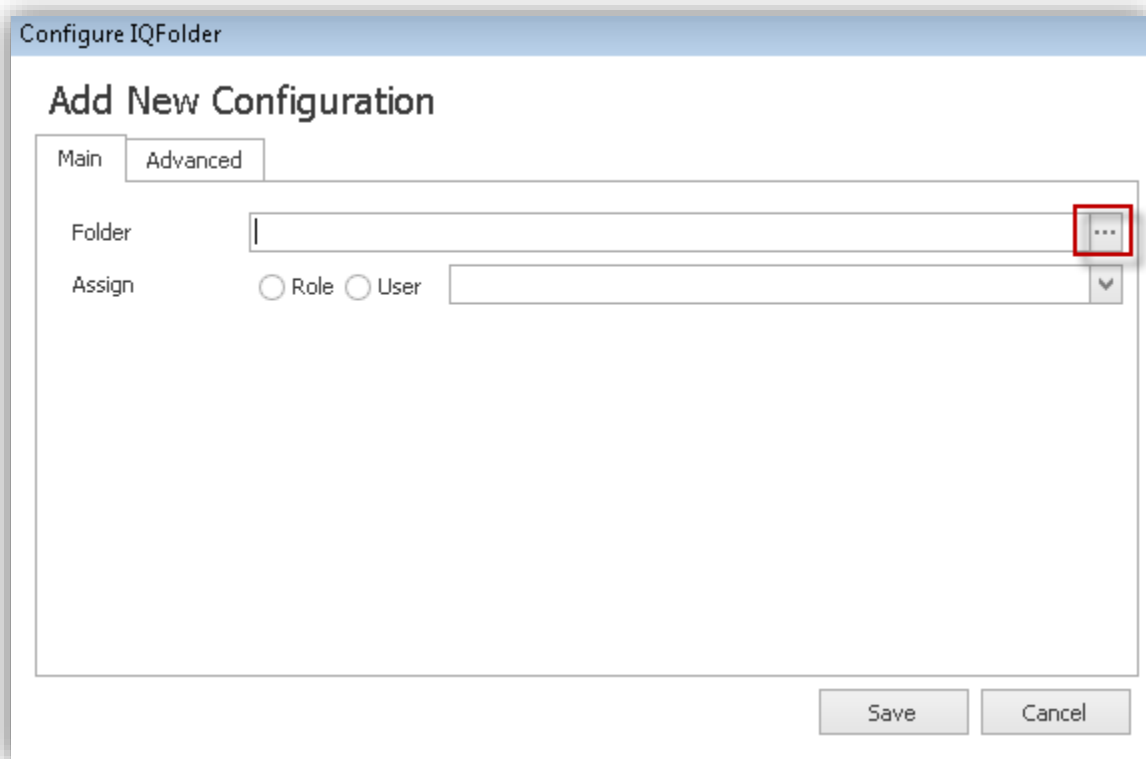 Configure IQFolder
Add New Configuration
Main Advanced
Folder ...
Assign Role User
Save Cancel